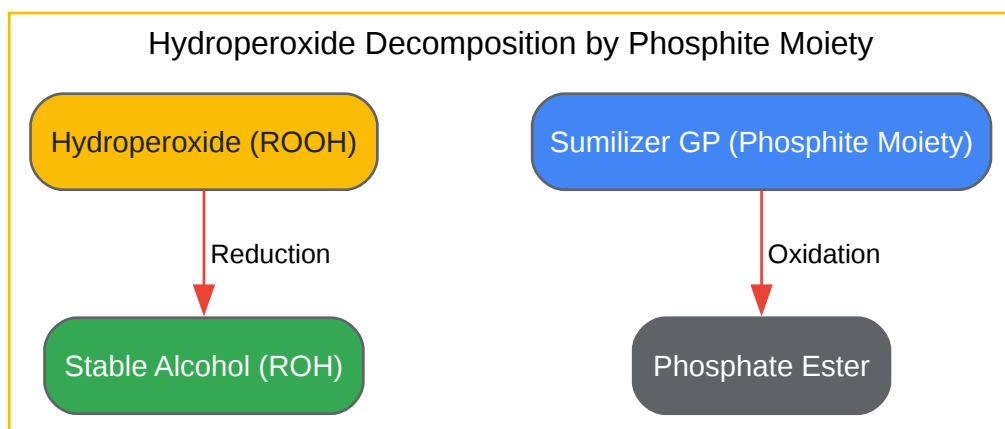 Hydroperoxide Decomposition by Phosphite Moiety
Hydroperoxide (ROOH)
Sumilizer GP (Phosphite Moiety)
Reduction
Oxidation
Stable Alcohol (ROH)
Phosphate Ester